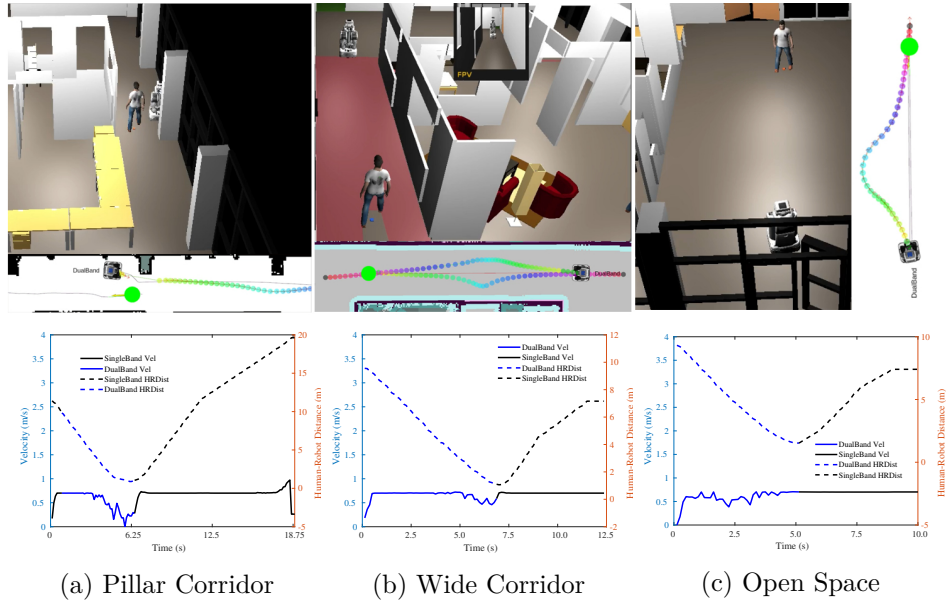 FPV
DualBand
DualBand
DualBand
4
3.5
3
2.5
2
1.5
1
0.5
0
Velocity (m/s)
SingleBand Vel
DualBand Vel
SingleBand HRDist
DualBand HRDist
20
15
10
5
0
-5
Human-Robot Distance (m)
0
6.25
12.5
18.75
Time (s)
4
3.5
3
2.5
2
1.5
1
0.5
0
Velocity (m/s)
DualBand Vel
SingleBand Vel
DualBand HRDist
SingleBand HRDist
12
10
8
6
4
2
0
-2
Human-Robot Distance (m)
0
2.5
5.0
7.5
10.0
12.5
Time (s)
4
3.5
3
2.5
2
1.5
1
0.5
0
Velocity (m/s)
DualBand Vel
SingleBand Vel
DualBand HRDist
SingleBand HRDist
10
5
0
-5
Human-Robot Distance (m)
0
2.5
5.0
7.5
10.0
Time (s)
(a) Pillar Corridor
(b) Wide Corridor
(c) Open Space